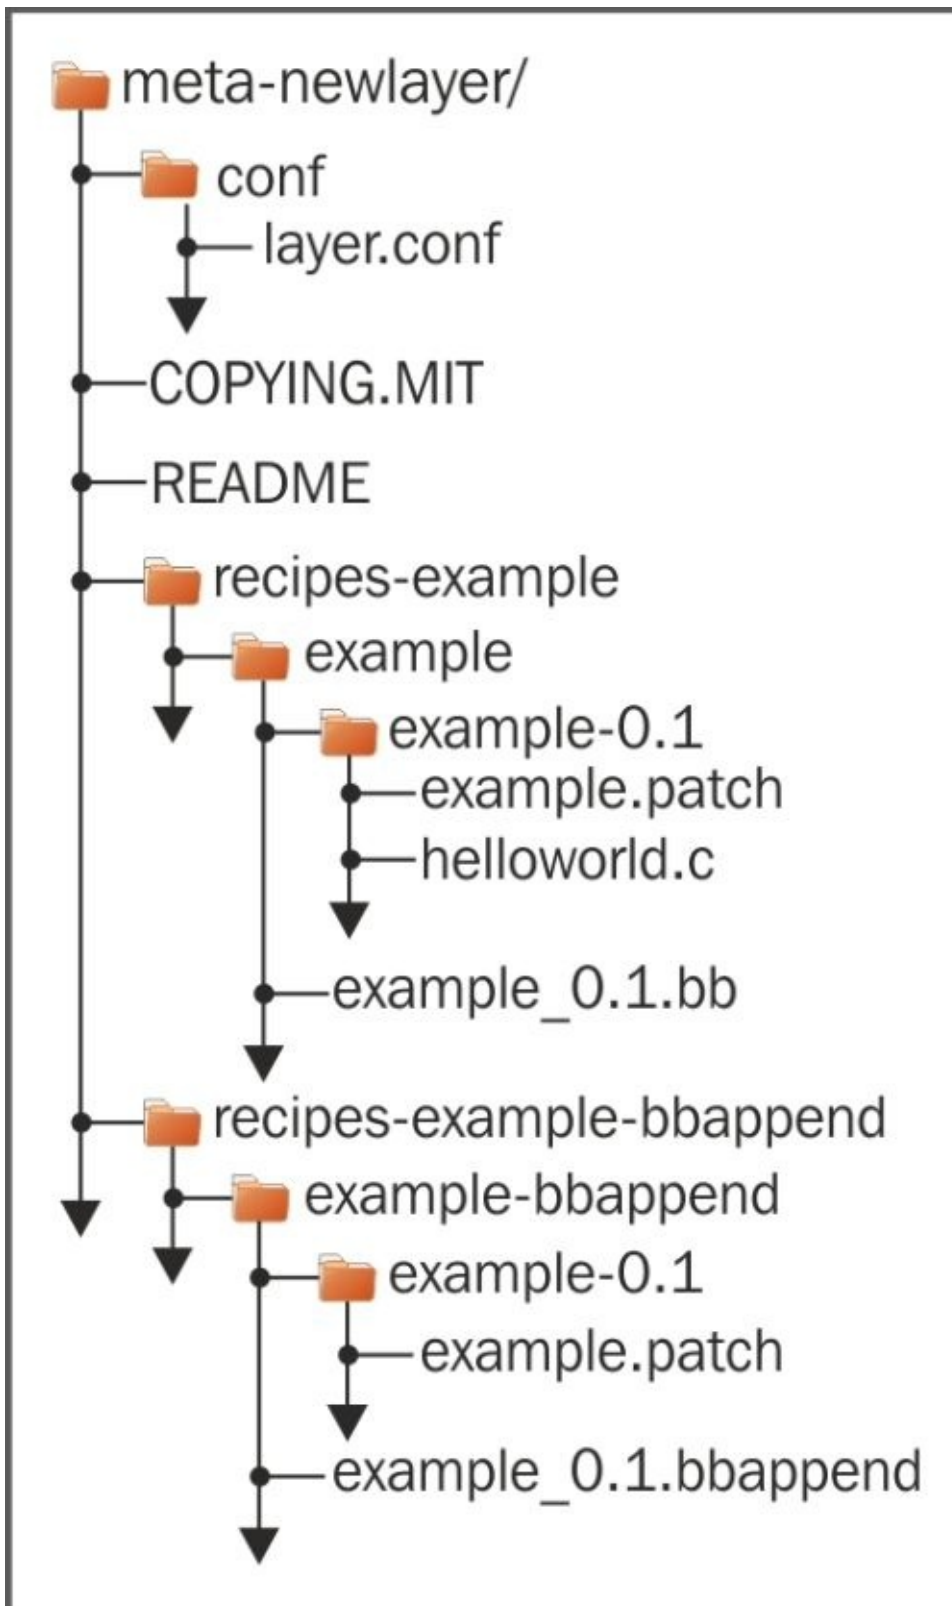 meta-newlayer/
conf
layer.conf
COPYING.MIT
README
recipes-example
example
example-0.1
example.patch
helloworld.c
example_0.1.bb
recipes-example-bbappend
example-bbappend
example-0.1
example.patch
example_0.1.bbappend